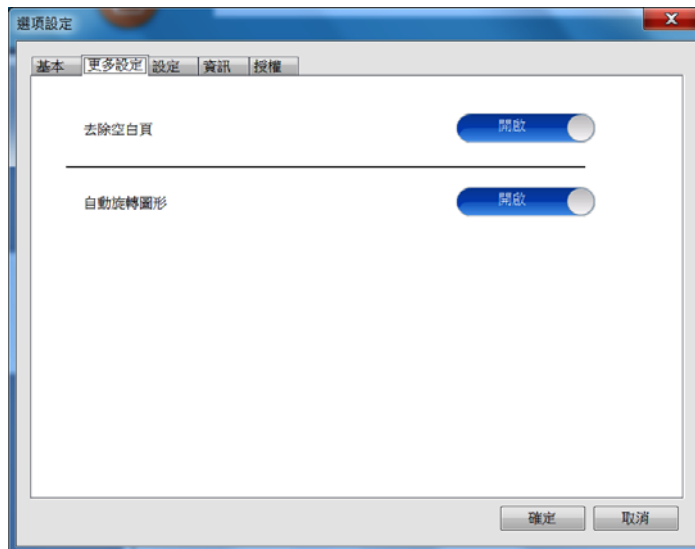 選項設定
基本 更多設定 設定 資訊 授權
去除空白頁 開啟
自動旋轉圖形 開啟
確定 取消